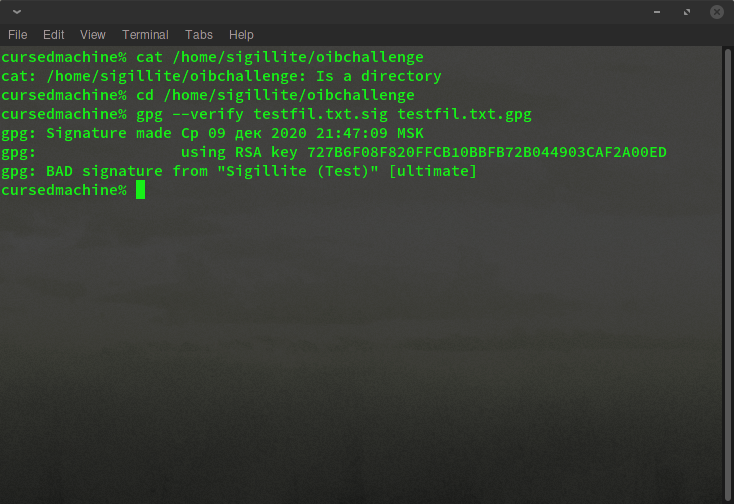 File Edit View Terminal Tabs Help
cursedmachine% cat /home/sigillite/oibchallenge
cat: /home/sigillite/oibchallenge: Is a directory
cursedmachine% cd /home/sigillite/oibchallenge
cursedmachine% gpg --verify testfil.txt.sig testfil.txt.gpg
gpg: Signature made Ср 09 дек 2020 21:47:09 MSK
gpg:                using RSA key 727B6F08F820FFCB10BBFB72B044903CAF2A00ED
gpg: BAD signature from "Sigillite (Test)" [ultimate]
cursedmachine%